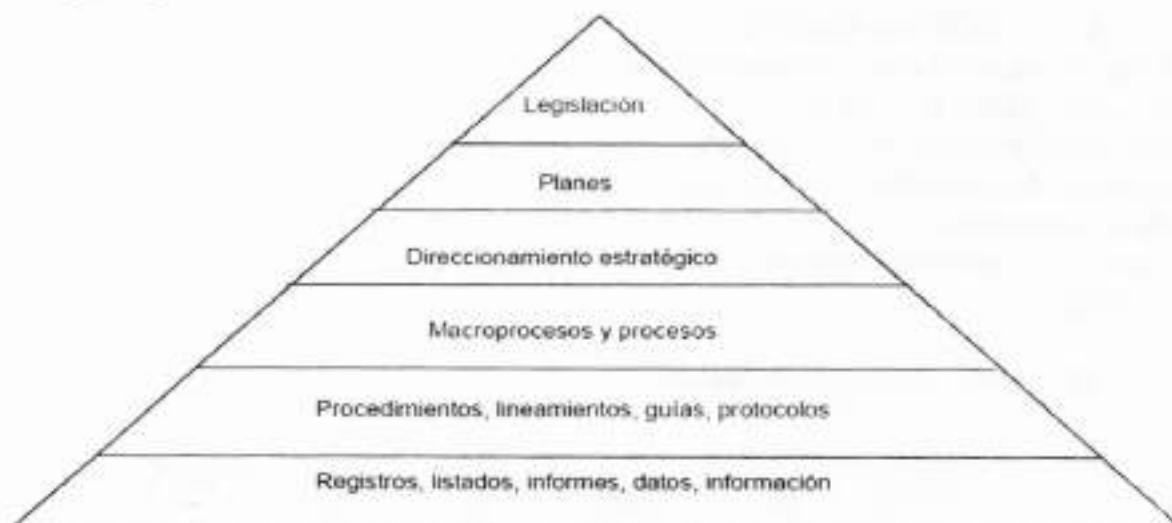 Legislación
Planes
Direccionamiento estratégico
Macroprocesos y procesos
Procedimientos, lineamientos, guías, protocolos
Registros, listados, informes, datos, información